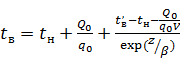 tв = tн + Q₀/q₀ + (t'в − tн − Q₀/(q₀V)) / exp(z/β)